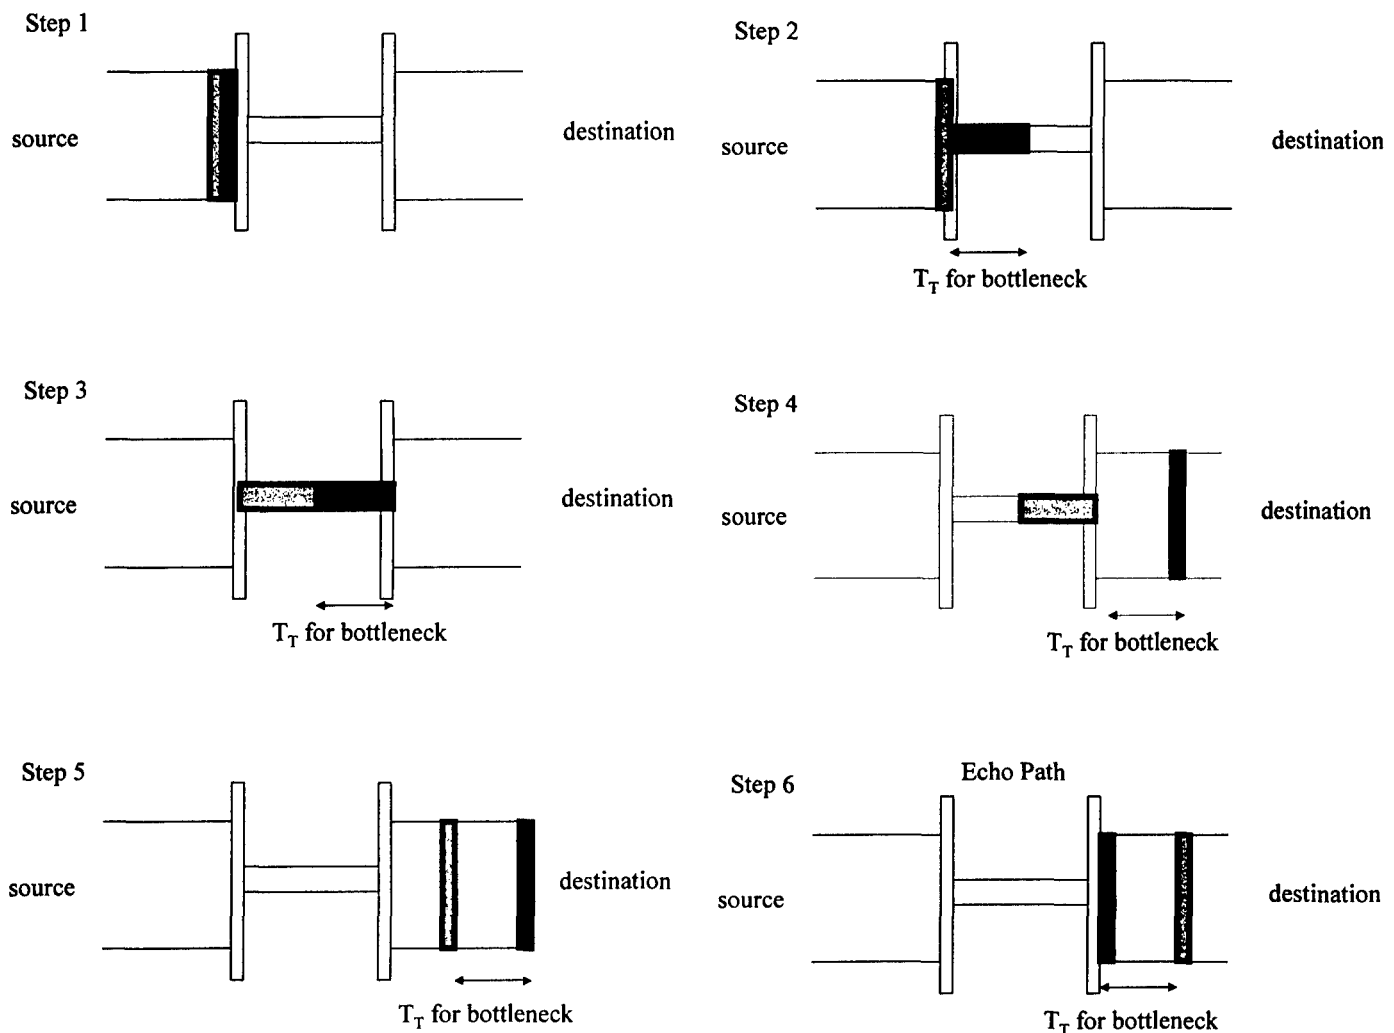 Step 1
source
destination
Step 2
source
destination
T_T for bottleneck
Step 3
source
destination
T_T for bottleneck
Step 4
source
destination
T_T for bottleneck
Step 5
source
destination
T_T for bottleneck
Step 6
Echo Path
source
destination
T_T for bottleneck